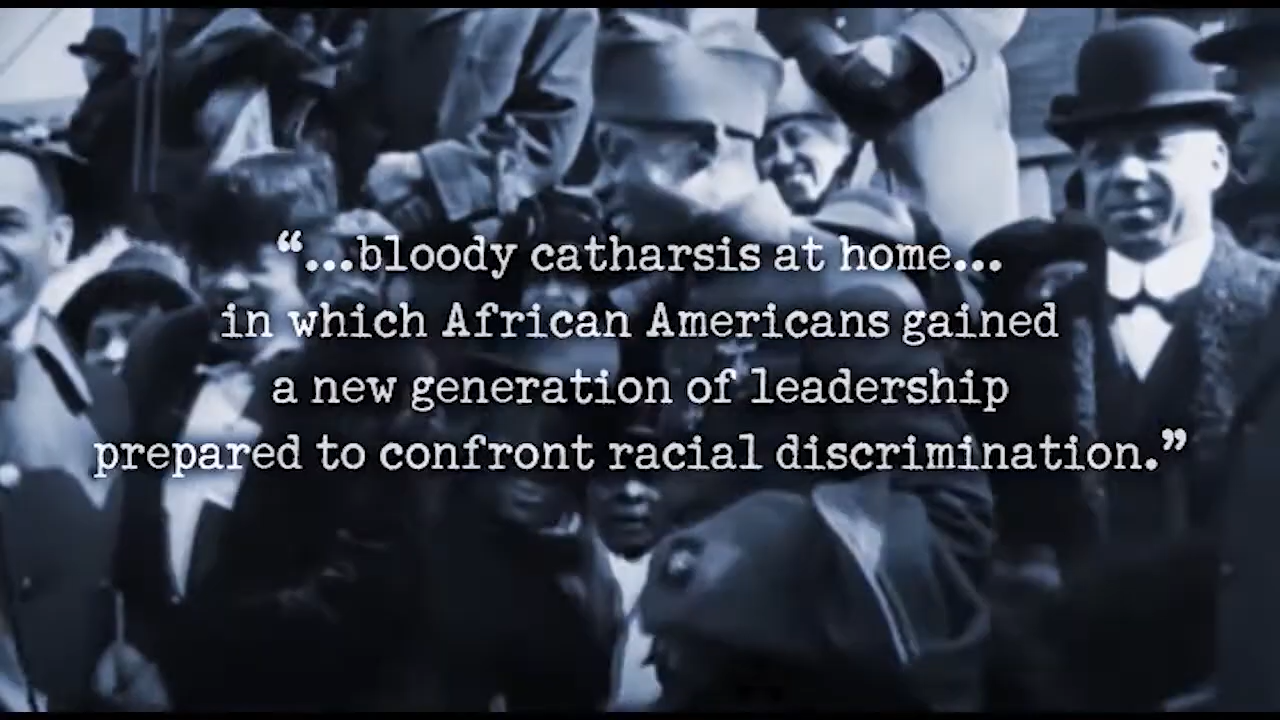 “...bloody catharsis at home...
in which African Americans gained
a new generation of leadership
prepared to confront racial discrimination.”